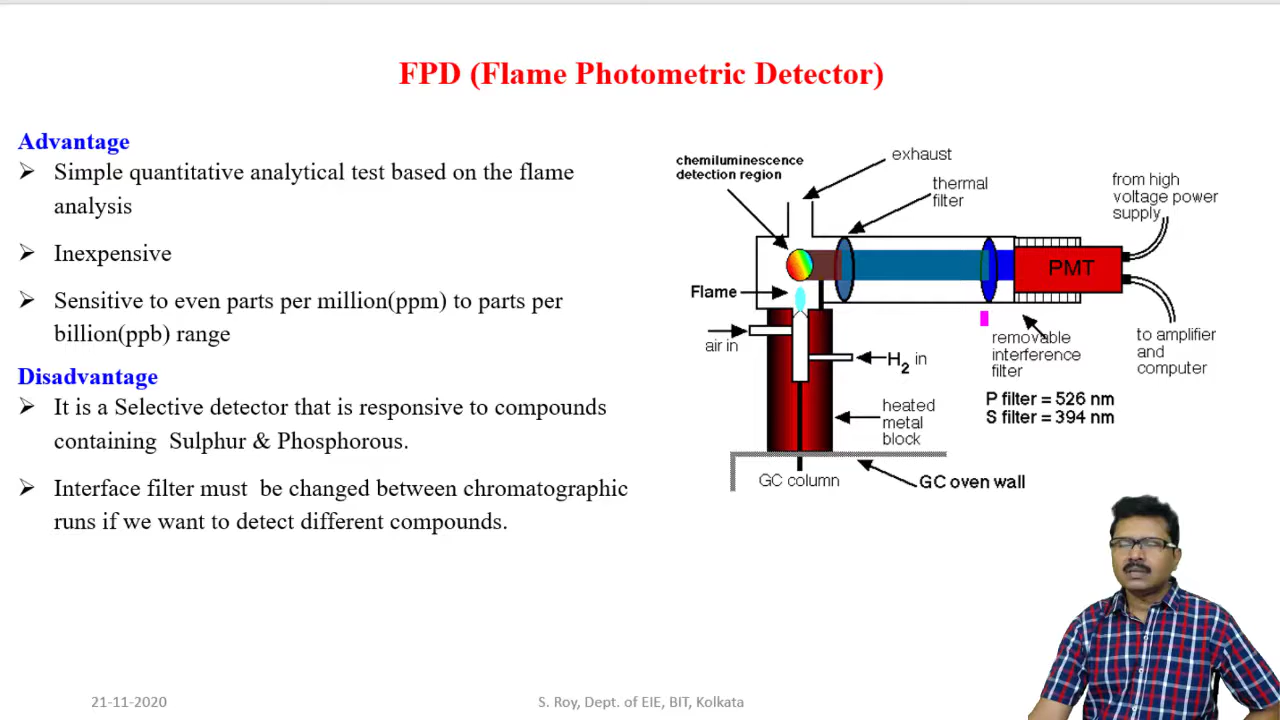 FPD (Flame Photometric Detector)
Advantage
Simple quantitative analytical test based on the flame
analysis
Inexpensive
Sensitive to even parts per million(ppm) to parts per
billion(ppb) range
Disadvantage
It is a Selective detector that is responsive to compounds
containing Sulphur & Phosphorous.
Interface filter must be changed between chromatographic
runs if we want to detect different compounds.
chemiluminescence
detection region
exhaust
thermal
filter
from high
voltage power
supply
PMT
Flame
air in
H2 in
removable
interference
filter
to amplifier
and
computer
P filter = 526 nm
S filter = 394 nm
heated
metal
block
GC column
GC oven wall
21-11-2020
S. Roy, Dept. of EIE, BIT, Kolkata